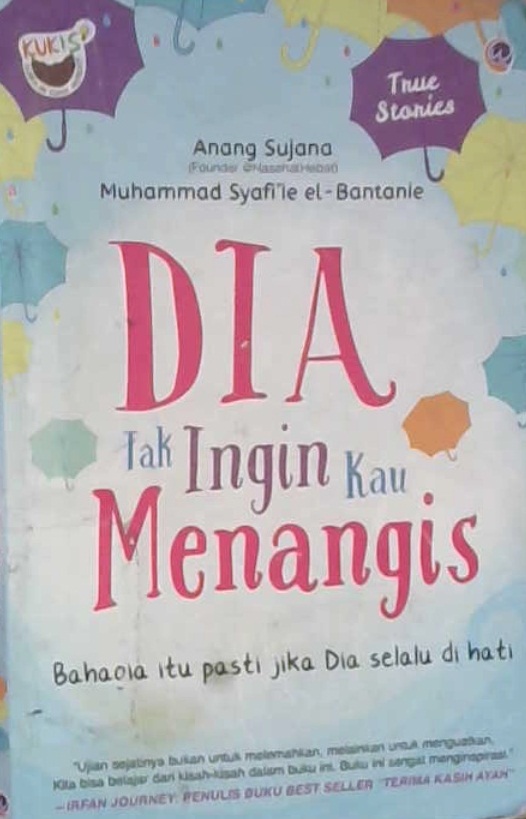 KUKIS
True
Stories
Anang Sujana
(Founder @NasehatHebat)
Muhammad Syafi'ie el-Bantanie
DIA
Tak Ingin Kau
Menangis
Bahagia itu pasti jika Dia selalu di hati
"Ujian sejatinya bukan untuk melemahkan, melainkan untuk menguatkan.
Kita bisa belajar dari kisah-kisah dalam buku ini. Buku ini sangat menginspirasi."
– IRFAN JOURNEY, PENULIS BUKU BEST SELLER "TERIMA KASIH AYAH"